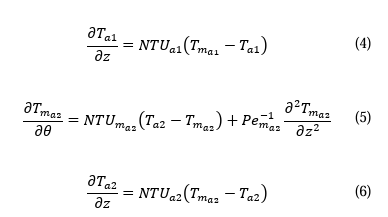 ∂T_{a1}/∂z = NTU_{a1}(T_{m_{a1}} − T_{a1}) (4)
∂T_{m_{a2}}/∂θ = NTU_{m_{a2}}(T_{a2} − T_{m_{a2}}) + Pe_{m_{a2}}^{−1} ∂²T_{m_{a2}}/∂z² (5)
∂T_{a2}/∂z = NTU_{a2}(T_{m_{a2}} − T_{a2}) (6)